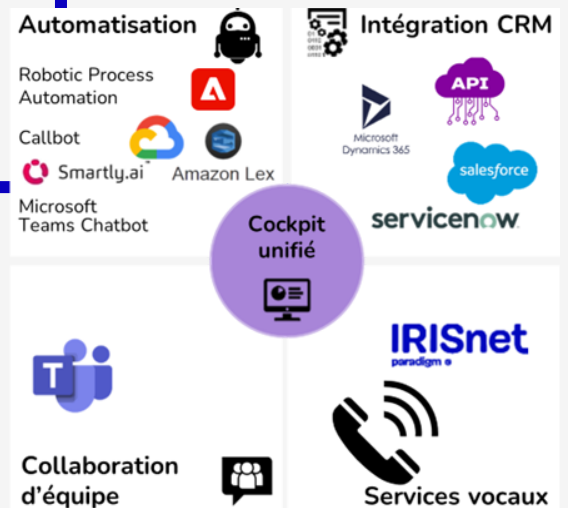 Automatisation
Robotic Process
Automation
Callbot
Smartly.ai
Amazon Lex
Microsoft
Teams Chatbot
Intégration CRM
API
Microsoft
Dynamics 365
salesforce
servicenow
Cockpit
unifié
T
Collaboration
d'équipe
IRISnet
paradigm
Services vocaux